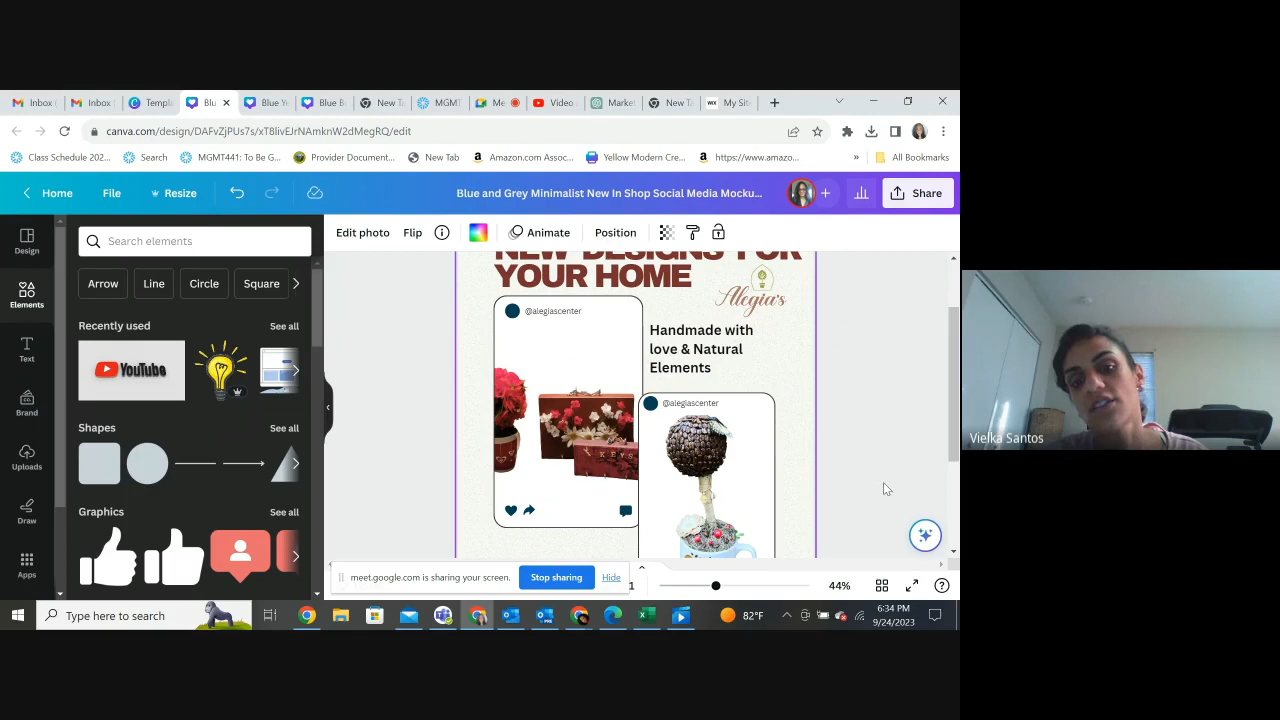 Inbox (
Inbox (
Templ
Blu
Blue Ye
Blue B
New Ta
MGMT
Me
Video
Market
New Ta
WIX
My Sit
canva.com/design/DAFvZjPUs7s/xT8livEJrNAmknW2dMegRQ/edit
Class Schedule 202...
Search
MGMT441: To Be G...
Provider Document...
New Tab
Amazon.com Assoc...
Yellow Modern Cre...
https://www.amazo...
»
All Bookmarks
Home
File
Resize
Blue and Grey Minimalist New In Shop Social Media Mocku...
Share
Design
Elements
Text
Brand
Uploads
Draw
Apps
Search elements
Arrow
Line
Circle
Square
Recently used
See all
YouTube
Shapes
See all
Graphics
See all
Edit photo
Flip
Animate
Position
NEW DESIGNS FOR
YOUR HOME
Alegia's
@alegiascenter
Handmade with
love & Natural
Elements
KEYS
@alegiascenter
meet.google.com is sharing your screen.
Stop sharing
Hide
1
44%
Type here to search
82°F
6:34 PM
9/24/2023
Vielka Santos